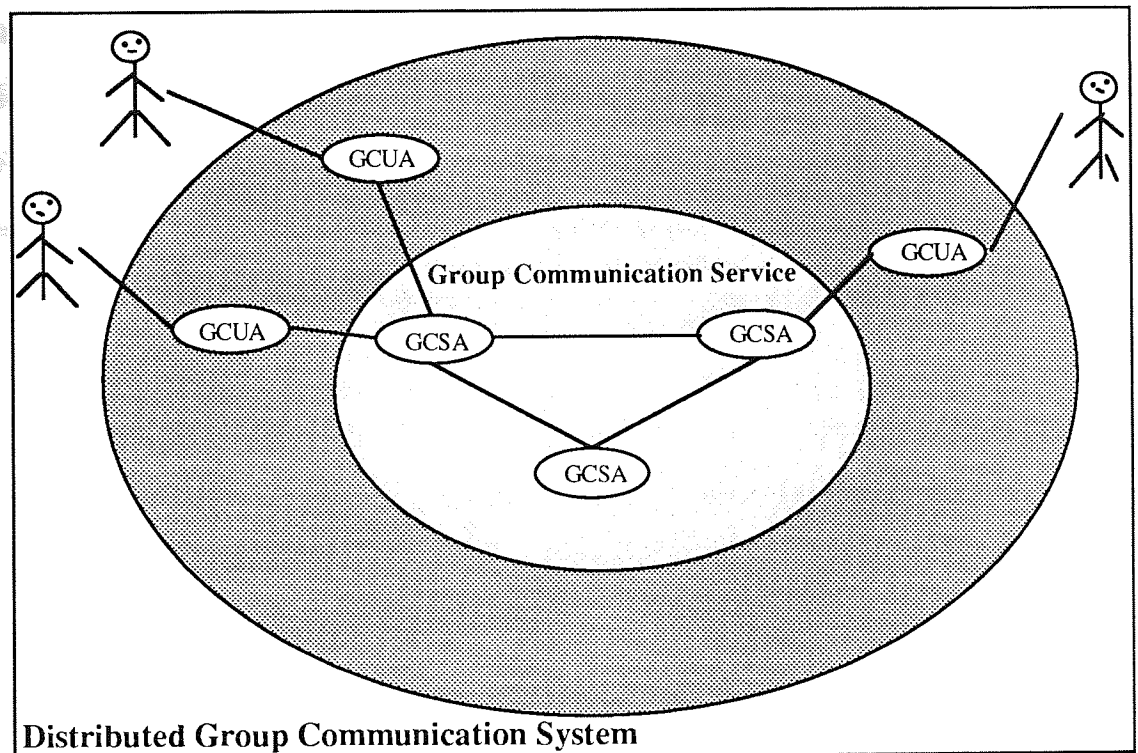 GCUA
GCUA
Group Communication Service
GCUA
GCSA
GCSA
GCSA
Distributed Group Communication System